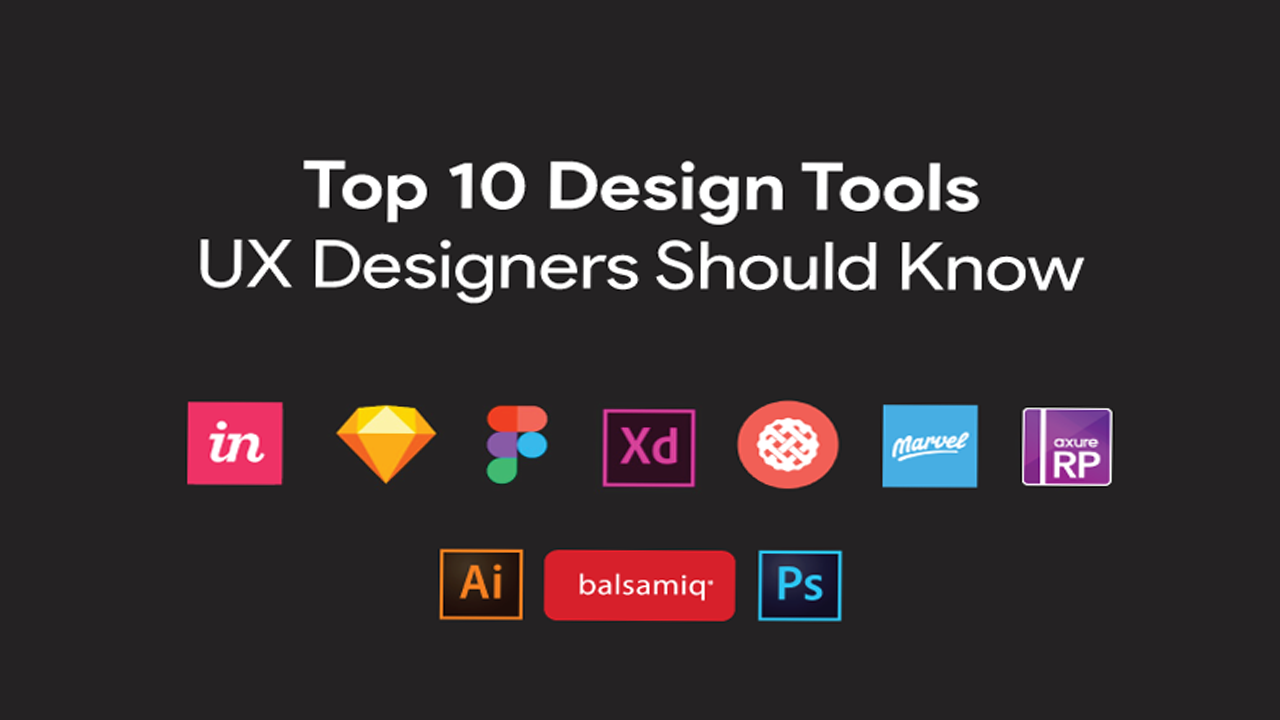 Top 10 Design Tools
UX Designers Should Know
in
Xd
Marvel
axure
RP
Ai
balsamiq®
Ps